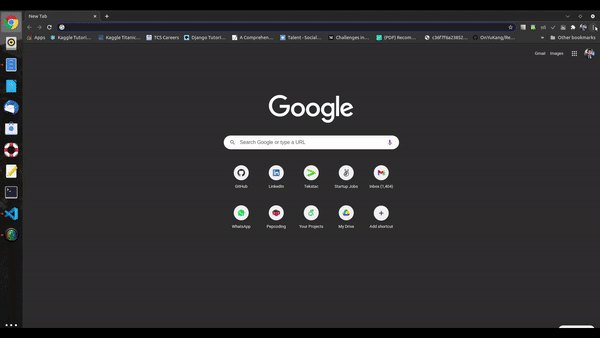 New Tab
Apps Kaggle Tutori... Kaggle Titanic... TCS Careers Django Tutori... A Comprehen... Talent - Social... Challenges in... (PDF) Recom... OnYuKang/Re... Other bookmarks
Gmail Images
Google
Search Google or type a URL
GitHub LinkedIn Teknixo Startup Jobs Inbox (1,404)
WhatsApp Pepcoding Your Projects My Drive Add shortcut